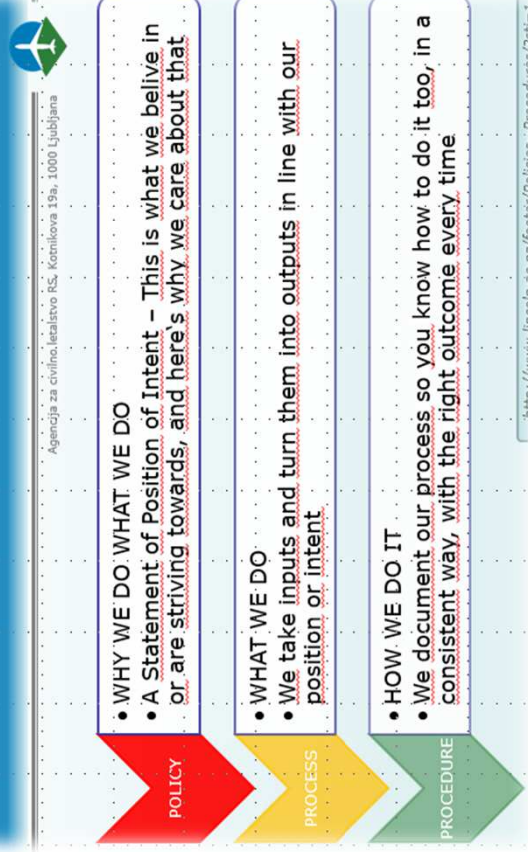 Agencija za civilno letalstvo RS, Kotnikova 19a, 1000 Ljubljana
POLICY
• WHY WE DO WHAT WE DO
• A Statement of Position of Intent – This is what we belive in
or are striving towards, and here`s why we care about that
PROCESS
• WHAT WE DO
• We take inputs and turn them into outputs in line with our
position or intent
PROCEDURE
• HOW WE DO IT
• We document our process so you know how to do it too, in a
consistent way, with the right outcome every time